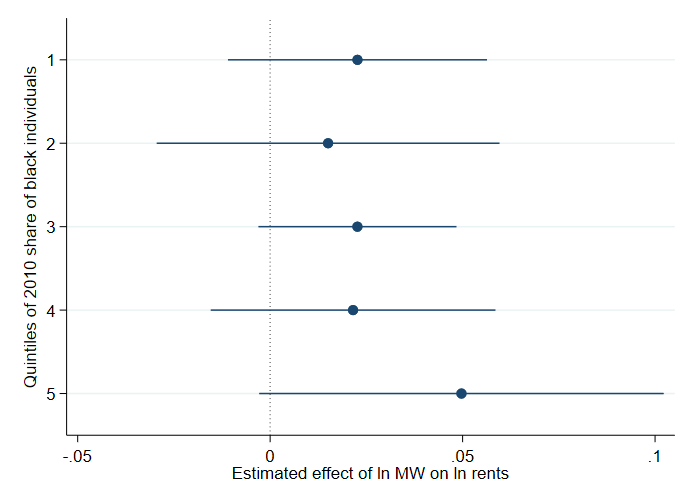 Quintiles of 2010 share of black individuals
1
2
3
4
5
-.05 0 .05 .1
Estimated effect of ln MW on ln rents